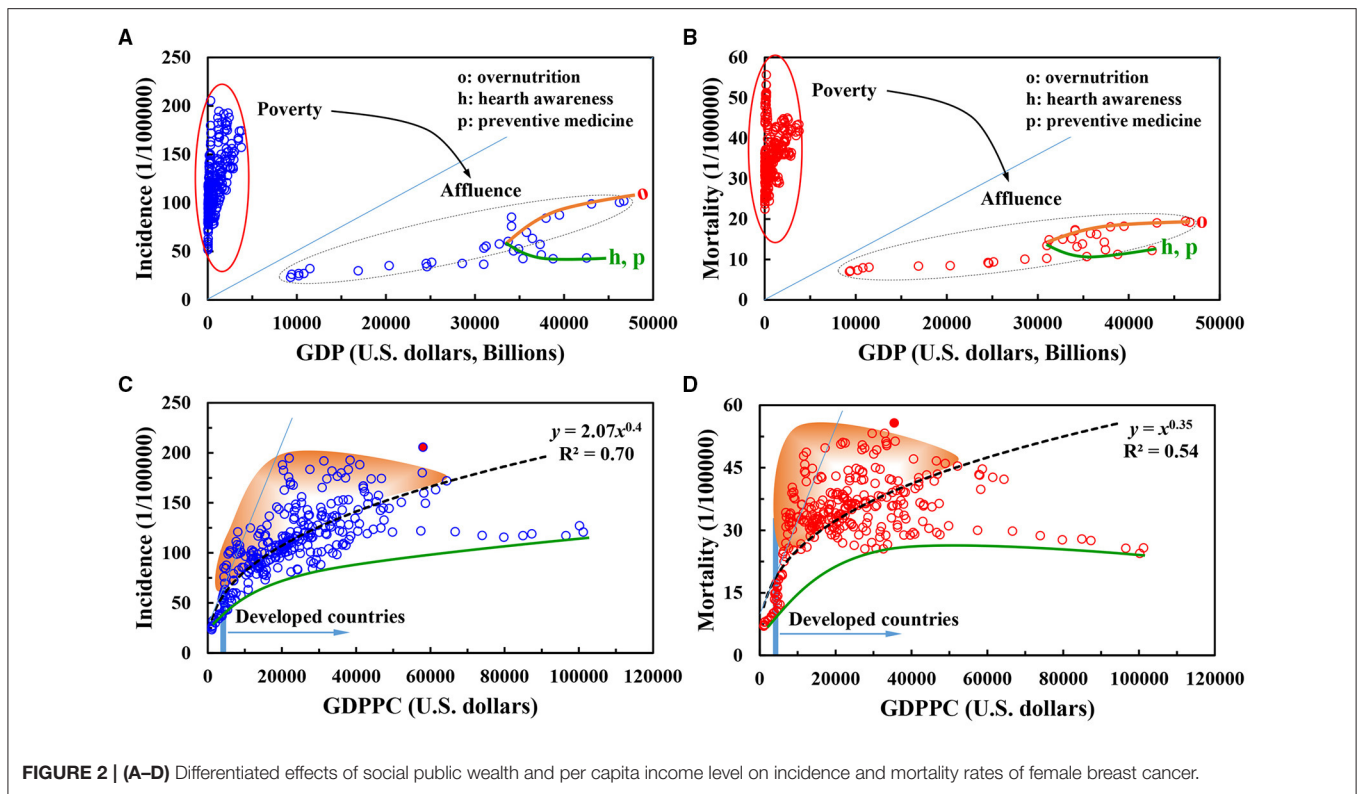 A
250
200
150
100
50
0
Incidence (1/1000000)
Poverty
o: overnutrition
h: hearth awareness
p: preventive medicine
Affluence
o
h, p
0 10000 20000 30000 40000 50000
GDP (U.S. dollars, Billions)
B
60
50
40
30
20
10
0
Mortality (1/1000000)
Poverty
o: overnutrition
h: hearth awareness
p: preventive medicine
Affluence
o
h, p
0 10000 20000 30000 40000 50000
GDP (U.S. dollars, Billions)
C
250
200
150
100
50
0
Incidence (1/1000000)
y = 2.07x^0.4
R² = 0.70
Developed countries
0 20000 40000 60000 80000 100000 120000
GDPPC (U.S. dollars)
D
60
45
30
15
0
Mortality (1/1000000)
y = x^0.35
R² = 0.54
Developed countries
0 20000 40000 60000 80000 100000 120000
GDPPC (U.S. dollars)
FIGURE 2 | (A–D) Differentiated effects of social public wealth and per capita income level on incidence and mortality rates of female breast cancer.